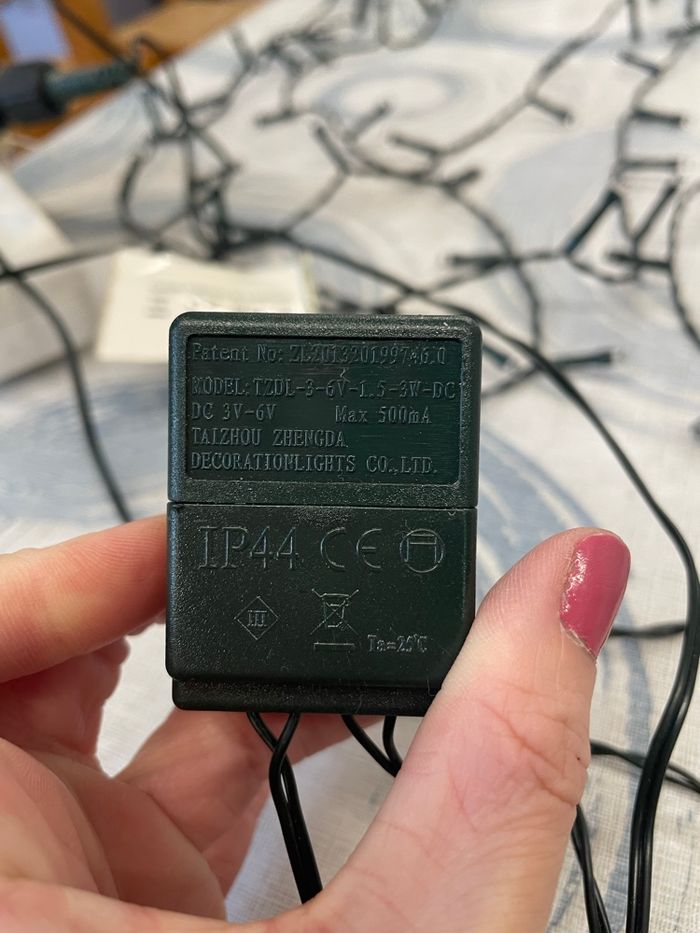 Patent No: ZL201320199746.0
MODEL:TZDL-3-6V-1.5-3W-DC
DC 3V-6V Max 500mA
TAIZHOU ZHENGDA
DECORATIONLIGHTS CO.,LTD.
IP44 CE
III
Ta=25℃